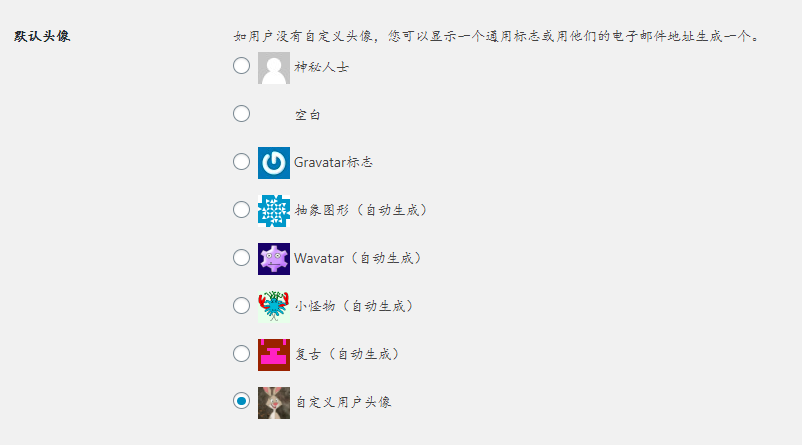 默认头像
如用户没有自定义头像，您可以显示一个通用标志或用他们的电子邮件地址生成一个。
神秘人士
空白
Gravatar标志
抽象图形（自动生成）
Wavatar（自动生成）
小怪物（自动生成）
复古（自动生成）
自定义用户头像